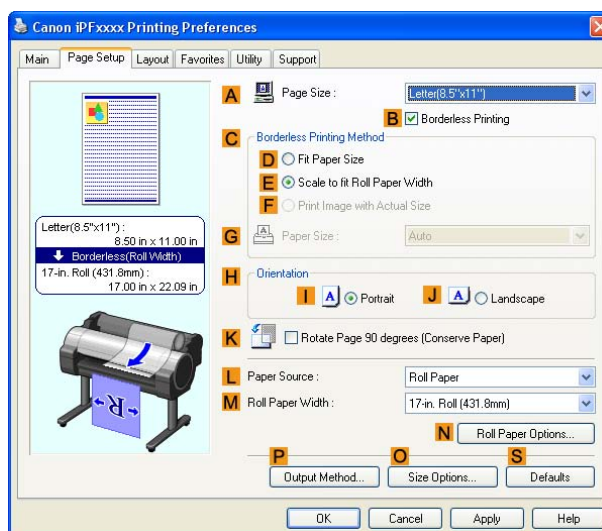 Canon iPFxxxx Printing Preferences
Main Page Setup Layout Favorites Utility Support
A Page Size : Letter(8.5"x11")
B Borderless Printing
C Borderless Printing Method
D Fit Paper Size
E Scale to fit Roll Paper Width
F Print Image with Actual Size
G Paper Size : Auto
Letter(8.5"x11") :
8.50 in x 11.00 in
Borderless(Roll Width)
17-in. Roll (431.8mm) :
17.00 in x 22.09 in
H Orientation
I A Portrait J A Landscape
K Rotate Page 90 degrees (Conserve Paper)
L Paper Source : Roll Paper
M Roll Paper Width : 17-in. Roll (431.8mm)
N Roll Paper Options...
R
P O S
Output Method... Size Options... Defaults
OK Cancel Apply Help